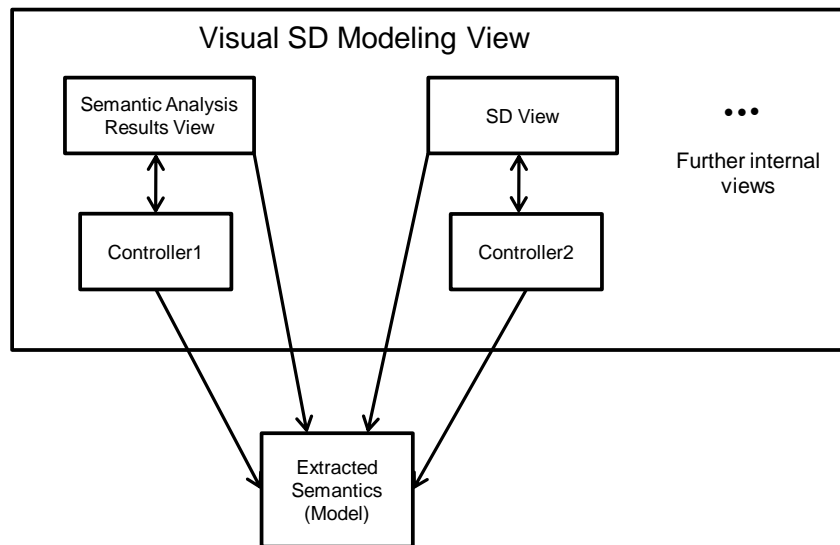 Visual SD Modeling View
Semantic Analysis
Results View
SD View
•••
Further internal
views
Controller1
Controller2
Extracted
Semantics
(Model)